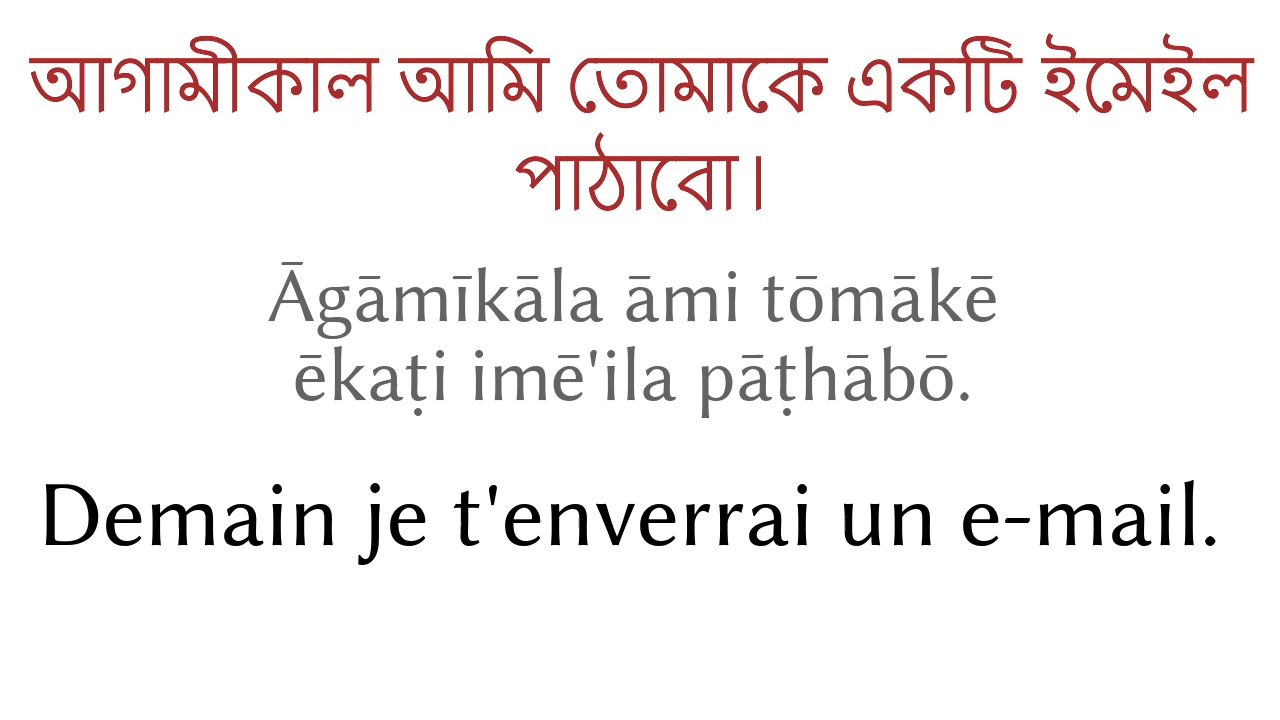 আগামীকাল আমি তোমাকে একটি ইমেইল
পাঠাবো।
Āgāmīkāla āmi tōmākē
ēkaṭi imē'ila pāṭhābō.
Demain je t'enverrai un e-mail.